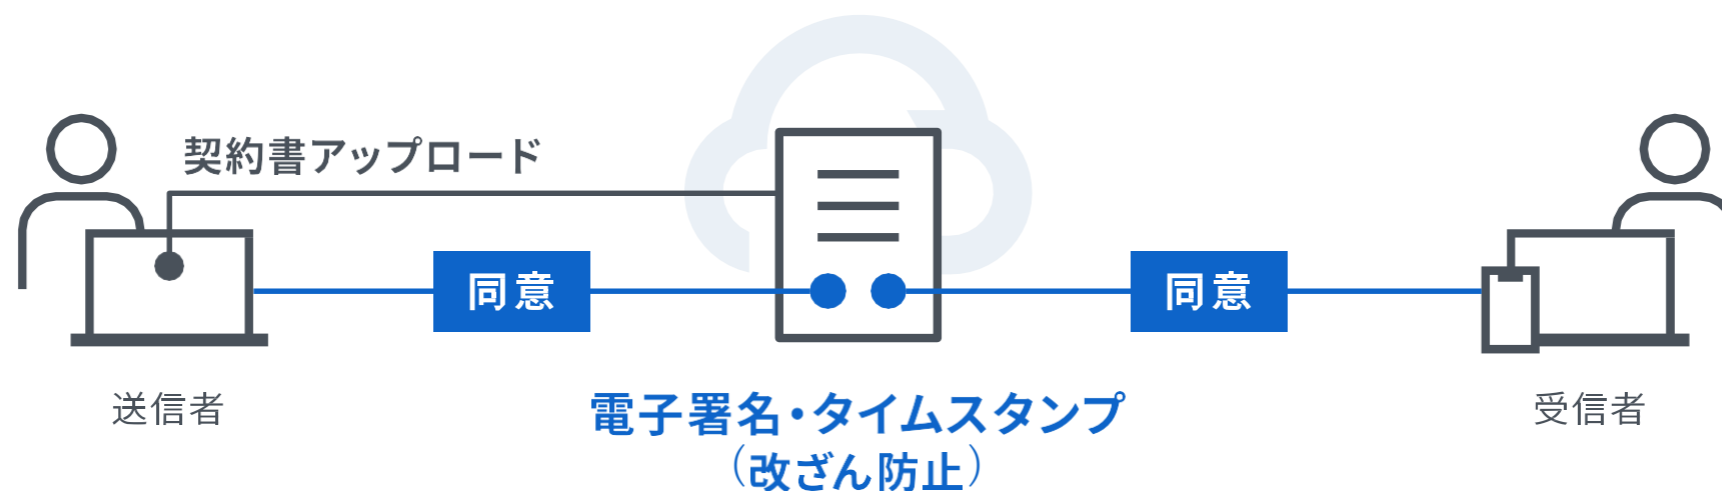 契約書アップロード
同意
同意
送信者
電子署名・タイムスタンプ
（改ざん防止）
受信者